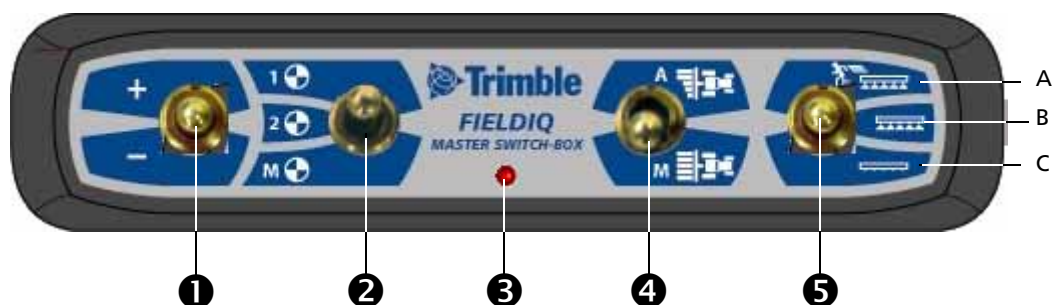 +
−
1
2
M
Trimble
FIELDIQ
MASTER SWITCH-BOX
A
M
A
B
C
1
2
3
4
5